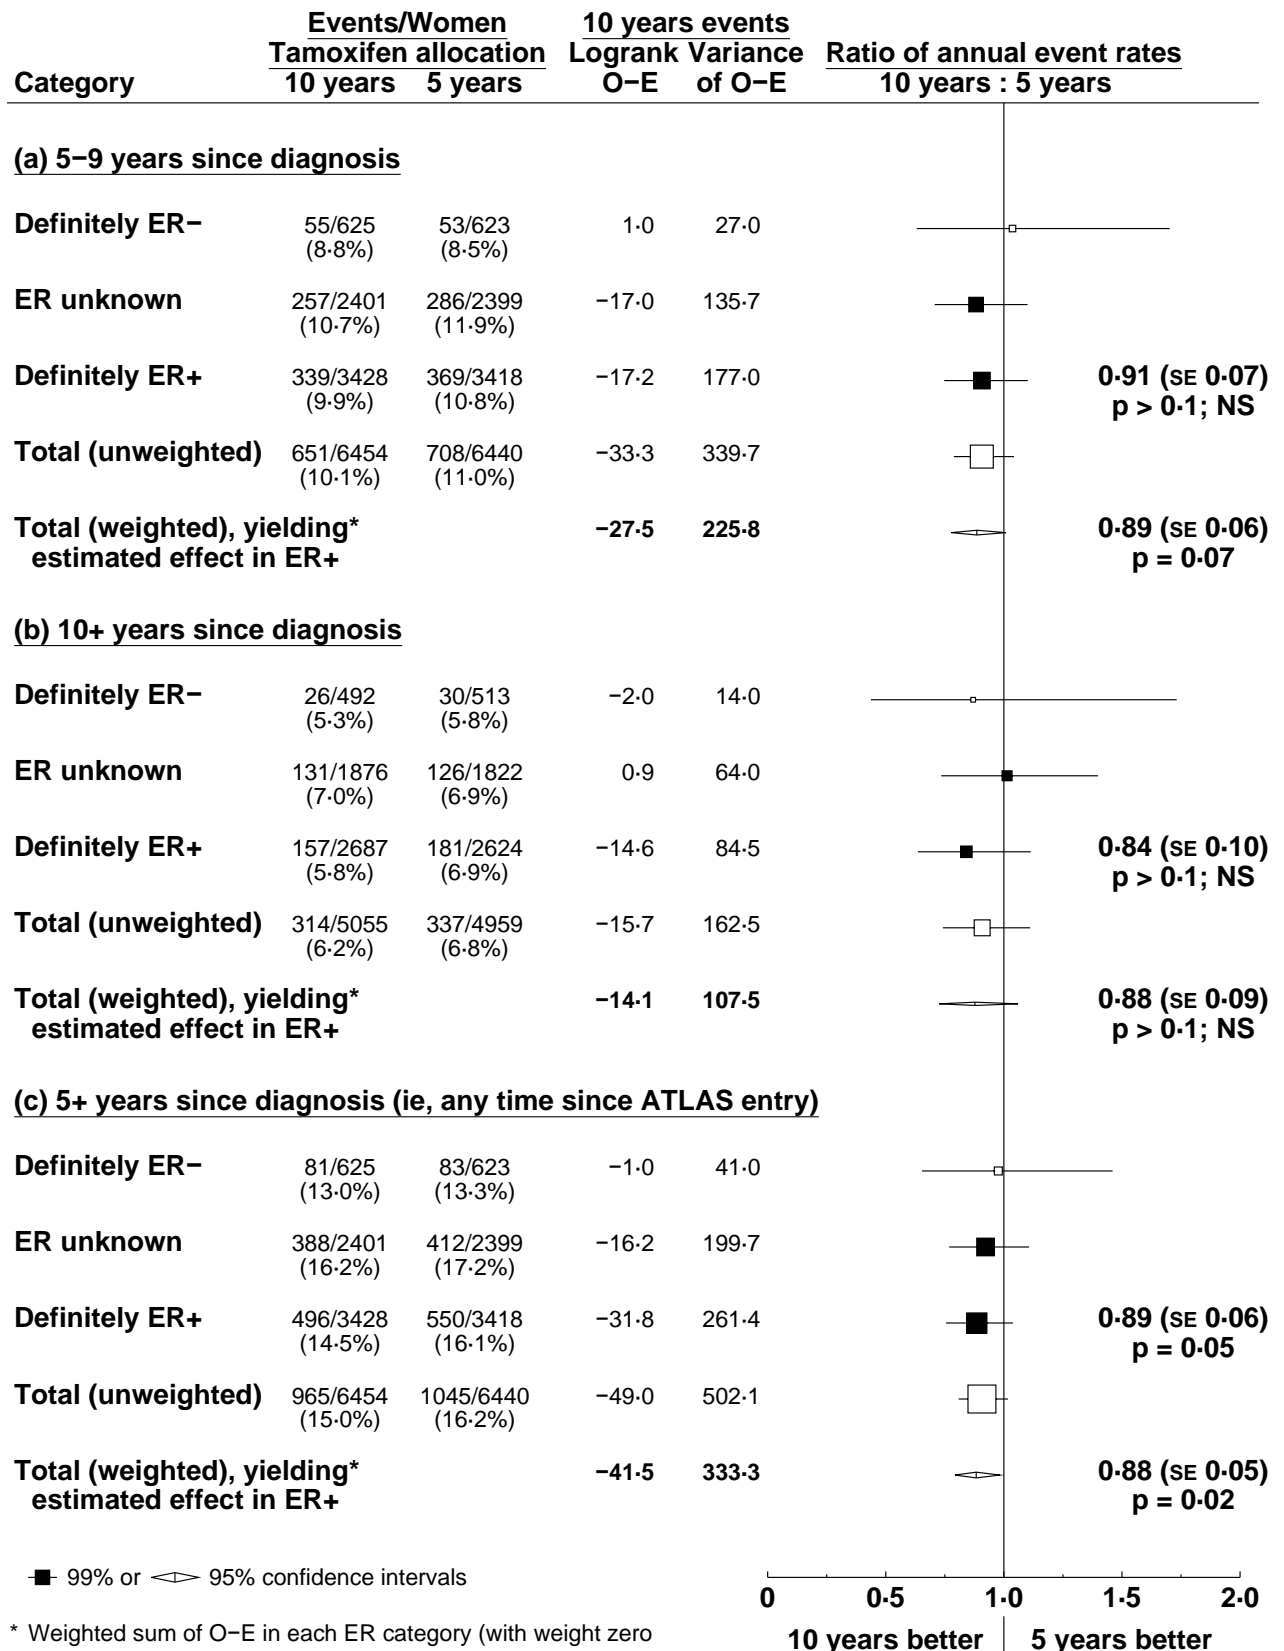 Events/Women 10 years events
Tamoxifen allocation Logrank Variance Ratio of annual event rates
Category 10 years 5 years O−E of O−E 10 years : 5 years
(a) 5−9 years since diagnosis
Definitely ER− 55/625 53/623 1·0 27·0
(8·8%) (8·5%)
ER unknown 257/2401 286/2399 −17·0 135·7
(10·7%) (11·9%)
Definitely ER+ 339/3428 369/3418 −17·2 177·0 0·91 (SE 0·07)
(9·9%) (10·8%) p > 0·1; NS
Total (unweighted) 651/6454 708/6440 −33·3 339·7
(10·1%) (11·0%)
Total (weighted), yielding* −27·5 225·8 0·89 (SE 0·06)
estimated effect in ER+ p = 0·07
(b) 10+ years since diagnosis
Definitely ER− 26/492 30/513 −2·0 14·0
(5·3%) (5·8%)
ER unknown 131/1876 126/1822 0·9 64·0
(7·0%) (6·9%)
Definitely ER+ 157/2687 181/2624 −14·6 84·5 0·84 (SE 0·10)
(5·8%) (6·9%) p > 0·1; NS
Total (unweighted) 314/5055 337/4959 −15·7 162·5
(6·2%) (6·8%)
Total (weighted), yielding* −14·1 107·5 0·88 (SE 0·09)
estimated effect in ER+ p > 0·1; NS
(c) 5+ years since diagnosis (ie, any time since ATLAS entry)
Definitely ER− 81/625 83/623 −1·0 41·0
(13·0%) (13·3%)
ER unknown 388/2401 412/2399 −16·2 199·7
(16·2%) (17·2%)
Definitely ER+ 496/3428 550/3418 −31·8 261·4 0·89 (SE 0·06)
(14·5%) (16·1%) p = 0·05
Total (unweighted) 965/6454 1045/6440 −49·0 502·1
(15·0%) (16·2%)
Total (weighted), yielding* −41·5 333·3 0·88 (SE 0·05)
estimated effect in ER+ p = 0·02
99% or 95% confidence intervals
0 0·5 1·0 1·5 2·0
* Weighted sum of O−E in each ER category (with weight zero
10 years better 5 years better